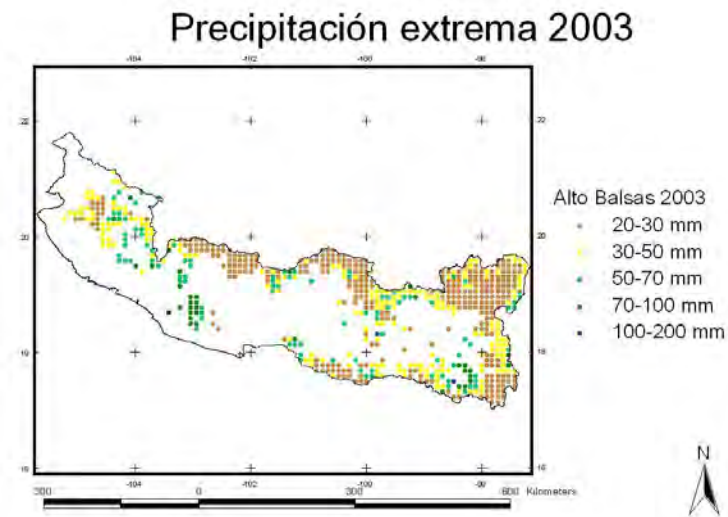 Precipitación extrema 2003
-104 -102 -100 -98
22 22
20 20
18
16
-104 -102 -100 -98
300 0 300 600 Kilometers
Alto Balsas 2003
20-30 mm
30-50 mm
50-70 mm
70-100 mm
100-200 mm
N